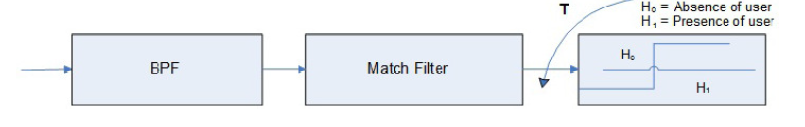 T
H₀ = Absence of user
H₁ = Presence of user
BPF
Match Filter
H₀
H₁